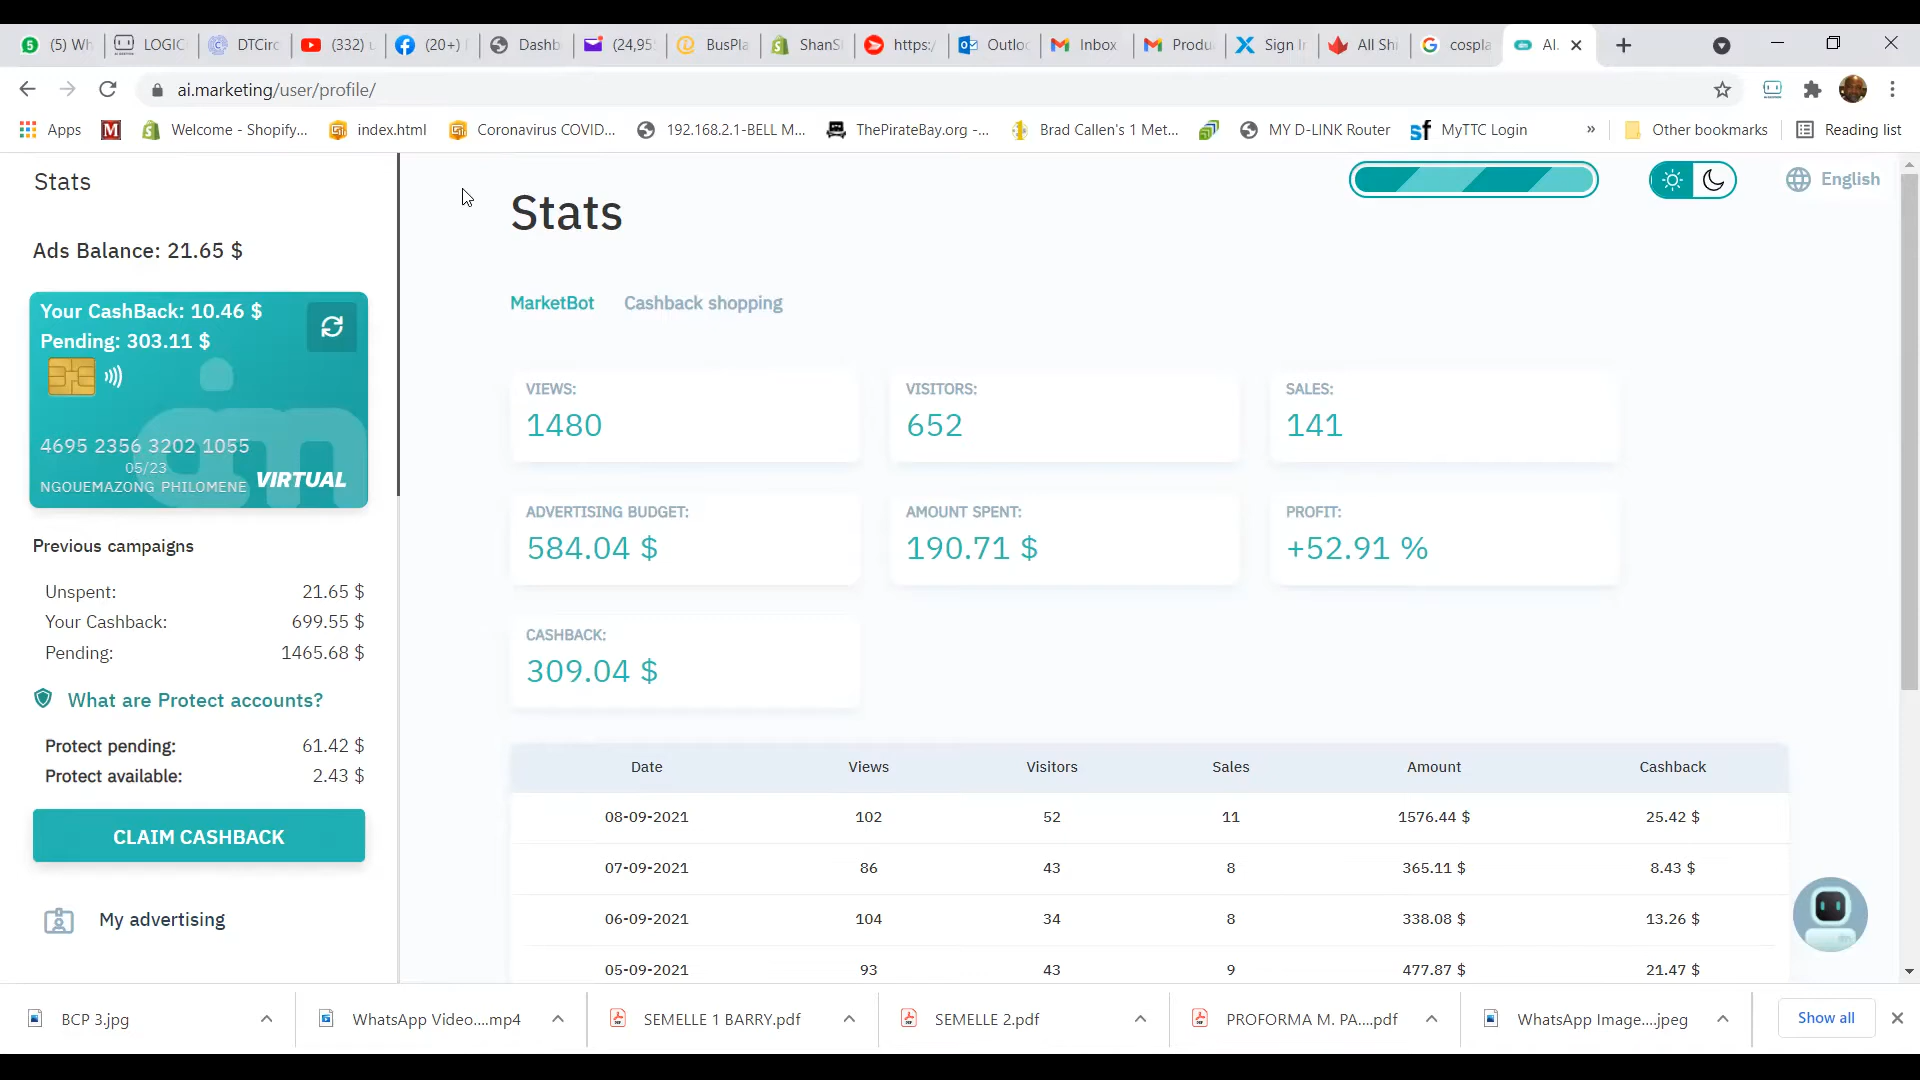 (5) Wh
LOGIC
DTCirc
(332)
(20+)
Dashb
(24,95
BusPla
ShanS
https:/
Outloo
Inbox
Produ
Sign In
All Shi
cospla
AI.
ai.marketing/user/profile/
Apps
Welcome - Shopify...
index.html
Coronavirus COVID...
192.168.2.1-BELL M...
ThePirateBay.org -...
Brad Callen's 1 Met...
MY D-LINK Router
MyTTC Login
»
Other bookmarks
Reading list
Stats
Ads Balance: 21.65 $
Your CashBack: 10.46 $
Pending: 303.11 $
4695 2356 3202 1055
05/23
NGOUEMAZONG PHILOMENE
VIRTUAL
Previous campaigns
Unspent: 21.65 $
Your Cashback: 699.55 $
Pending: 1465.68 $
What are Protect accounts?
Protect pending: 61.42 $
Protect available: 2.43 $
CLAIM CASHBACK
My advertising
Stats
English
MarketBot Cashback shopping
VIEWS:
1480
VISITORS:
652
SALES:
141
ADVERTISING BUDGET:
584.04 $
AMOUNT SPENT:
190.71 $
PROFIT:
+52.91 %
CASHBACK:
309.04 $
Date Views Visitors Sales Amount Cashback
08-09-2021 102 52 11 1576.44 $ 25.42 $
07-09-2021 86 43 8 365.11 $ 8.43 $
06-09-2021 104 34 8 338.08 $ 13.26 $
05-09-2021 93 43 9 477.87 $ 21.47 $
BCP 3.jpg
WhatsApp Video....mp4
SEMELLE 1 BARRY.pdf
SEMELLE 2.pdf
PROFORMA M. PA....pdf
WhatsApp Image....jpeg
Show all